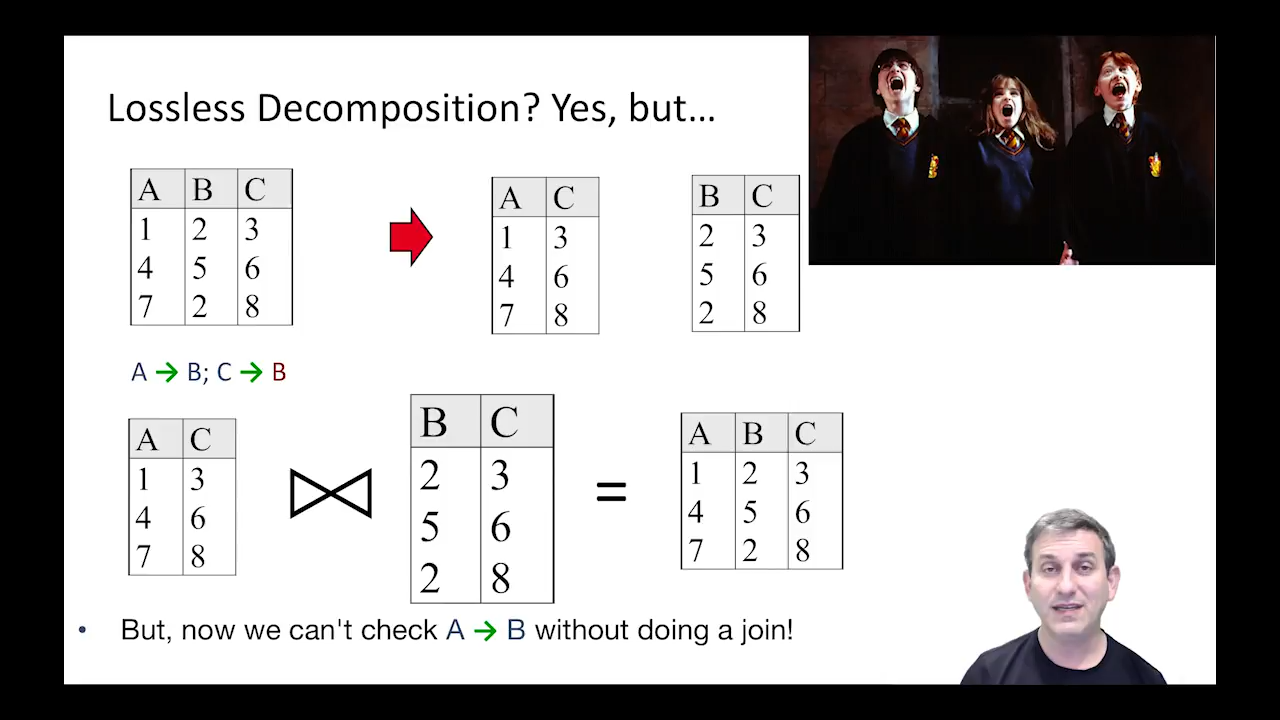 Lossless Decomposition? Yes, but...
A B C
1 2 3
4 5 6
7 2 8
A C
1 3
4 6
7 8
B C
2 3
5 6
2 8
A → B; C → B
A C
1 3
4 6
7 8
⋈
B C
2 3
5 6
2 8
=
A B C
1 2 3
4 5 6
7 2 8
• But, now we can't check A → B without doing a join!